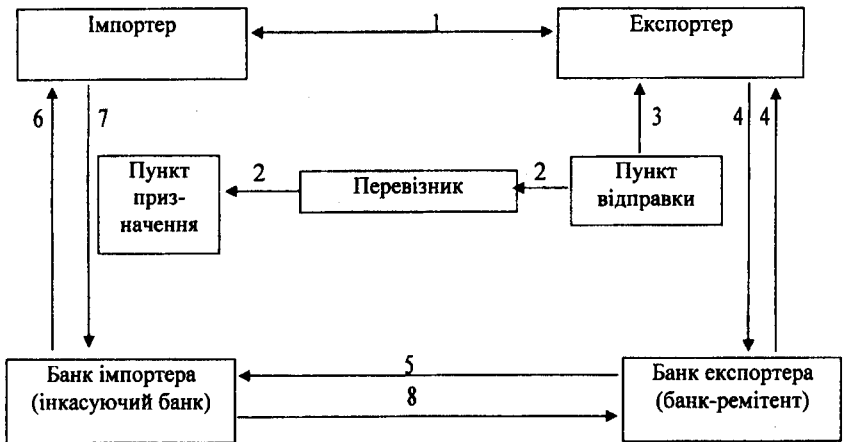 Імпортер
1
Експортер
6
7
3
4
4
Пункт
приз-
начення
2
Перевізник
2
Пункт
відправки
Банк імпортера
(інкасуючий банк)
5
8
Банк експортера
(банк-ремітент)